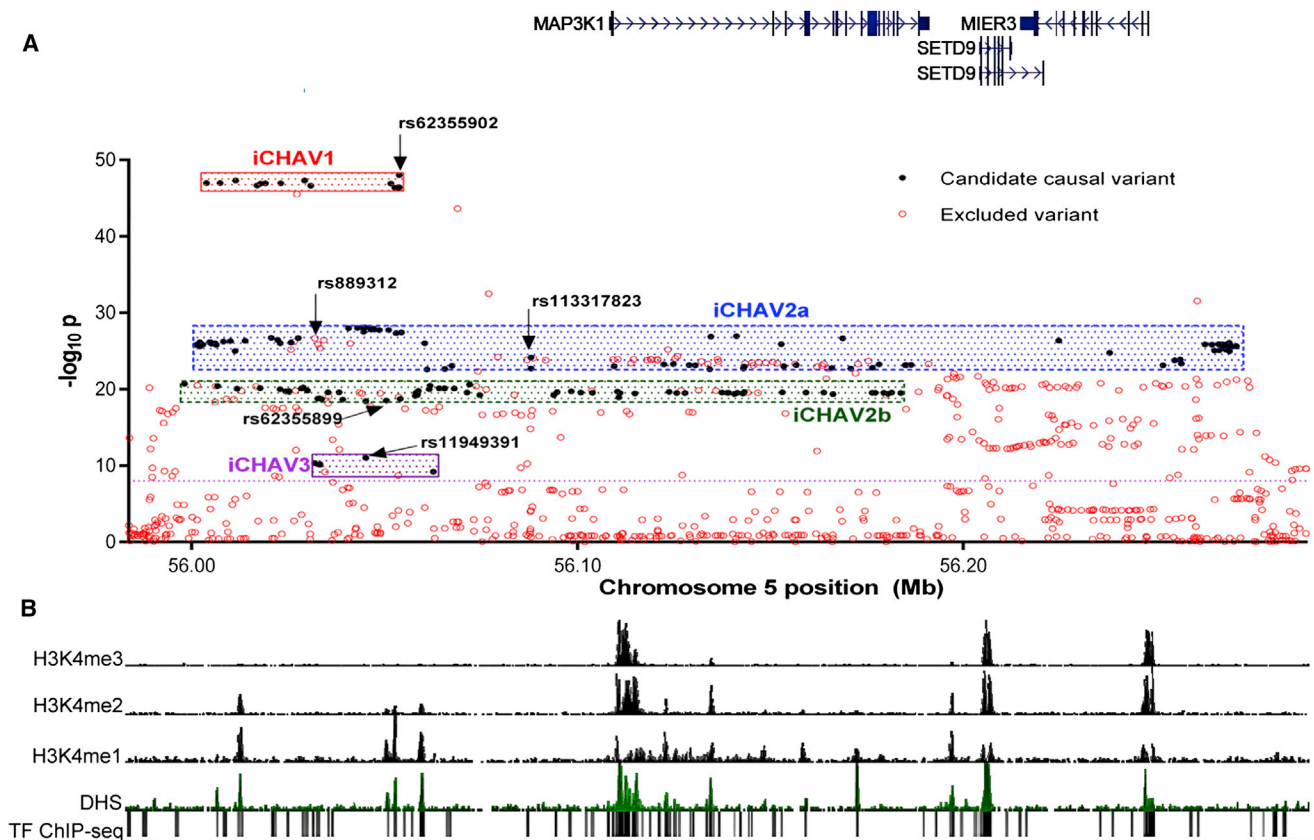 MAP3K1
MIER3
SETD9
SETD9
A
rs62355902
iCHAV1
50
40
30
20
10
0
-log10 p
Candidate causal variant
Excluded variant
rs889312
rs113317823
iCHAV2a
iCHAV2b
rs62355899
rs11949391
iCHAV3
56.00
56.10
56.20
Chromosome 5 position (Mb)
B
H3K4me3
H3K4me2
H3K4me1
DHS
TF ChIP-seq